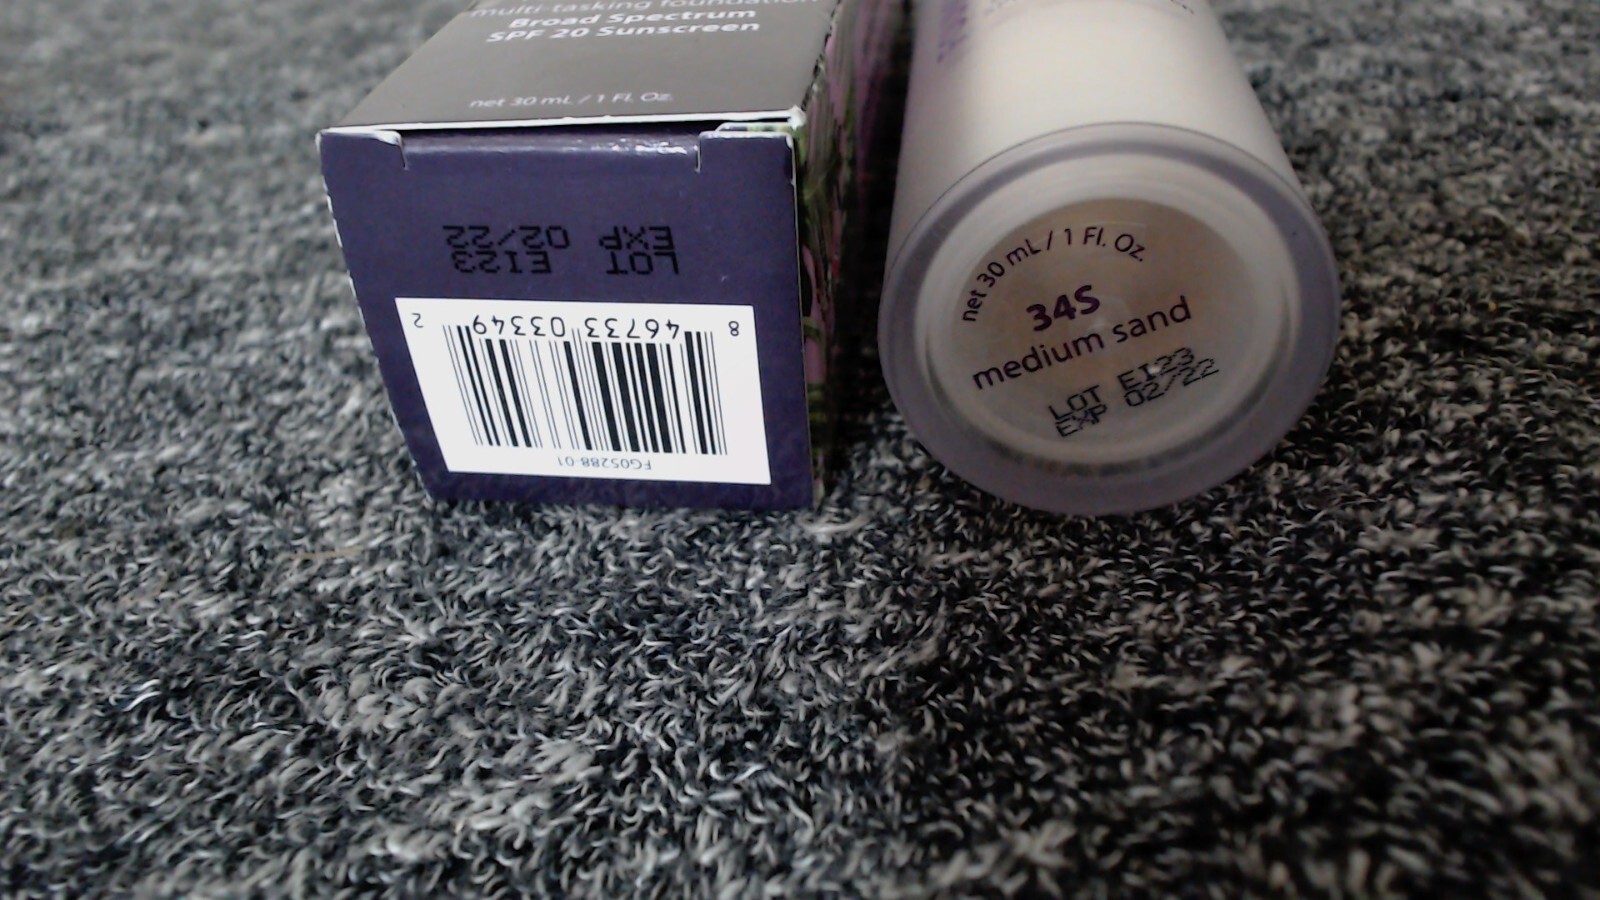 multi-tasking foundation
Broad Spectrum
SPF 20 Sunscreen
net 30 mL / 1 Fl. Oz.
LOT EI23
EXP 02/22
8 46733 03349 2
FG05288-01
net 30 mL / 1 Fl. Oz.
34S
medium sand
LOT EI23
EXP 02/22